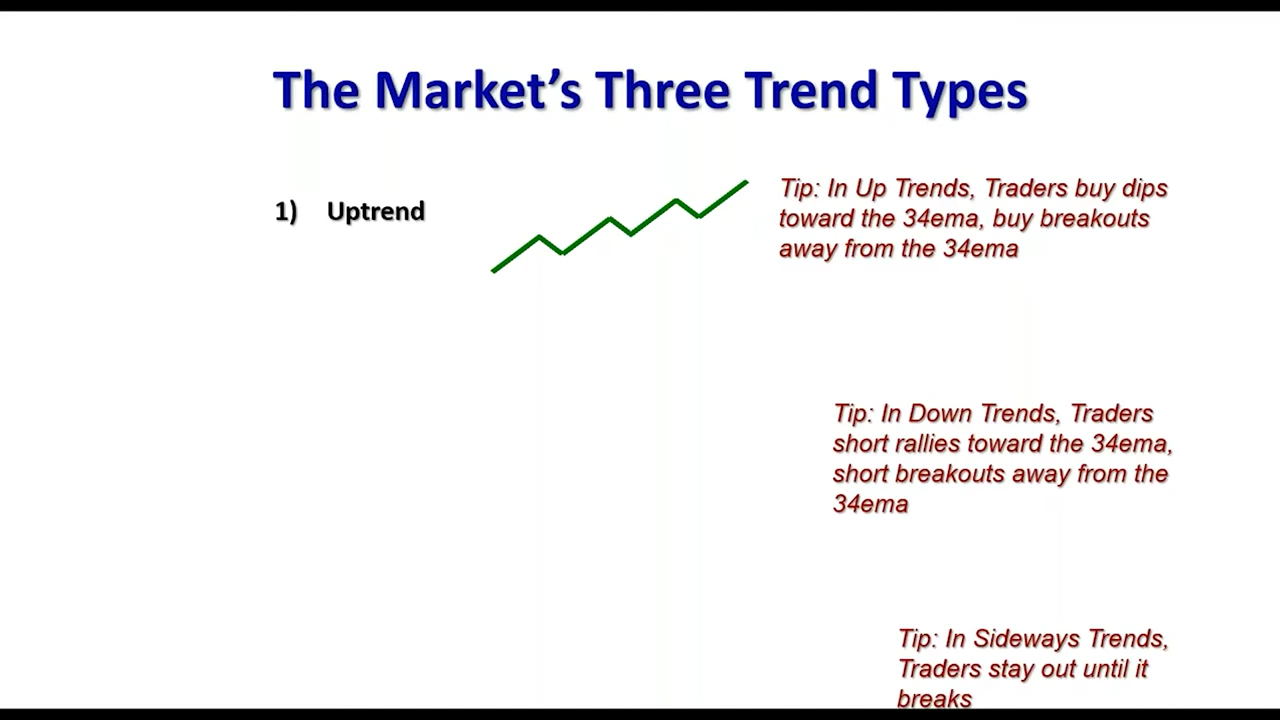 The Market’s Three Trend Types
1) Uptrend
Tip: In Up Trends, Traders buy dips
toward the 34ema, buy breakouts
away from the 34ema
Tip: In Down Trends, Traders
short rallies toward the 34ema,
short breakouts away from the
34ema
Tip: In Sideways Trends,
Traders stay out until it
breaks